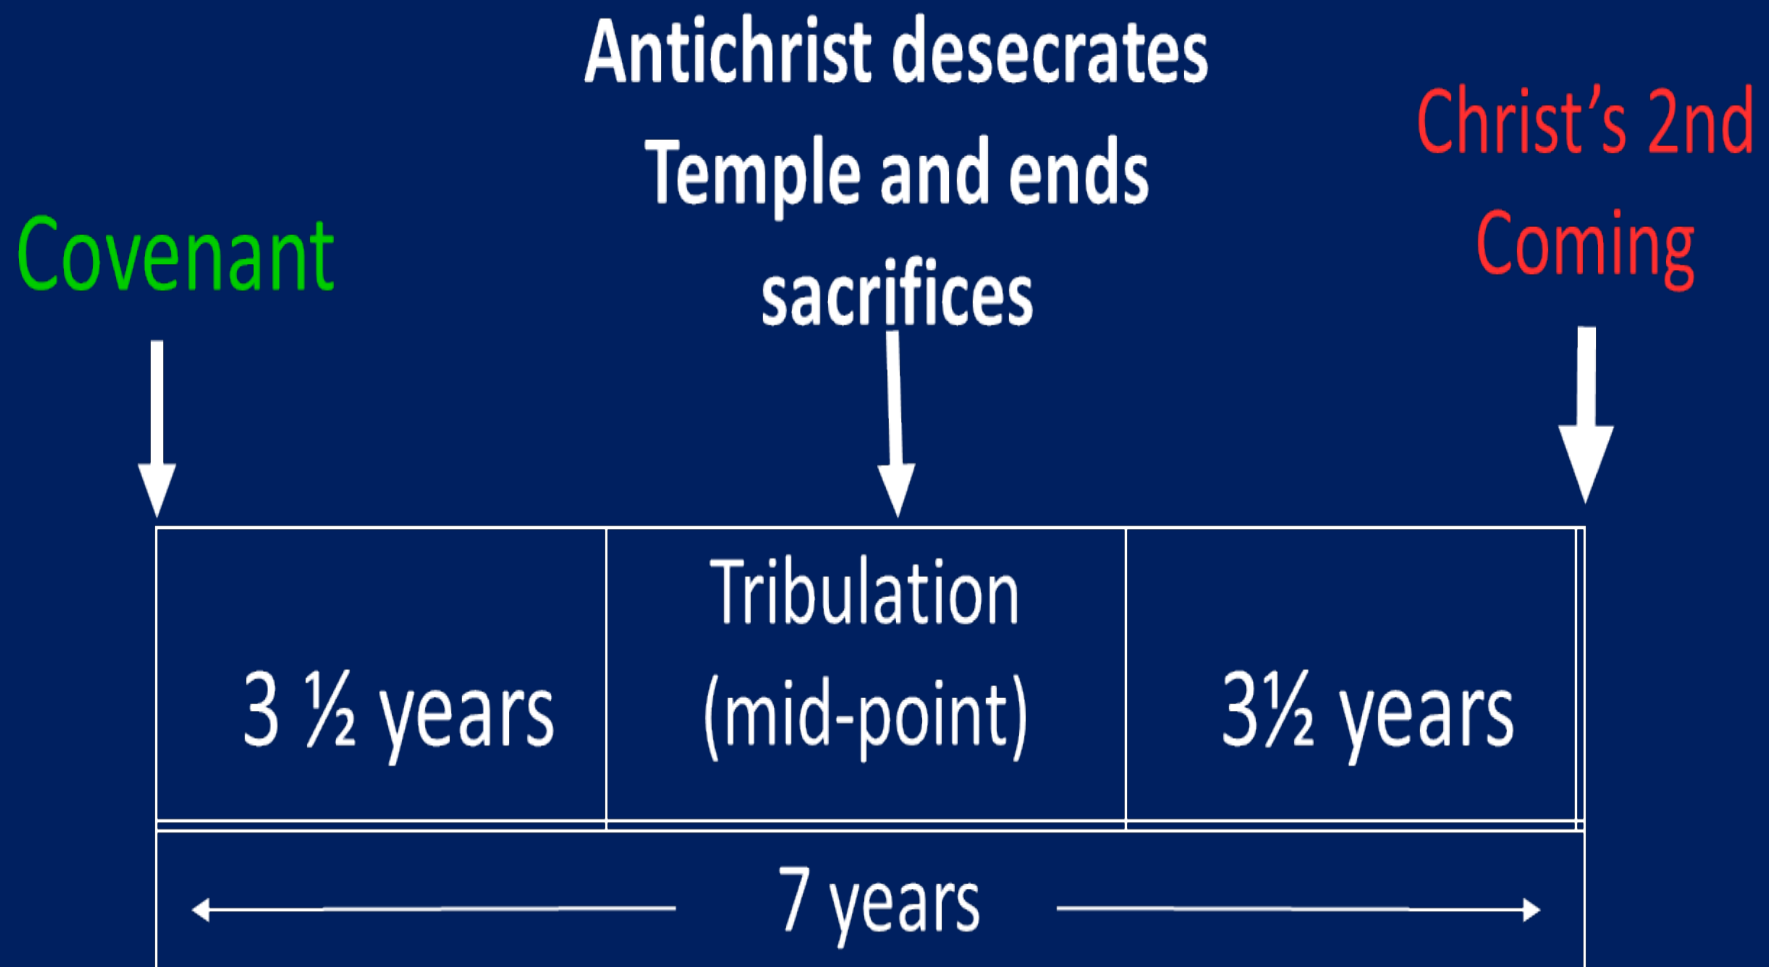 Antichrist desecrates
Temple and ends
sacrifices
Christ’s 2nd
Coming
Covenant
3 ½ years
Tribulation
(mid-point)
3½ years
7 years